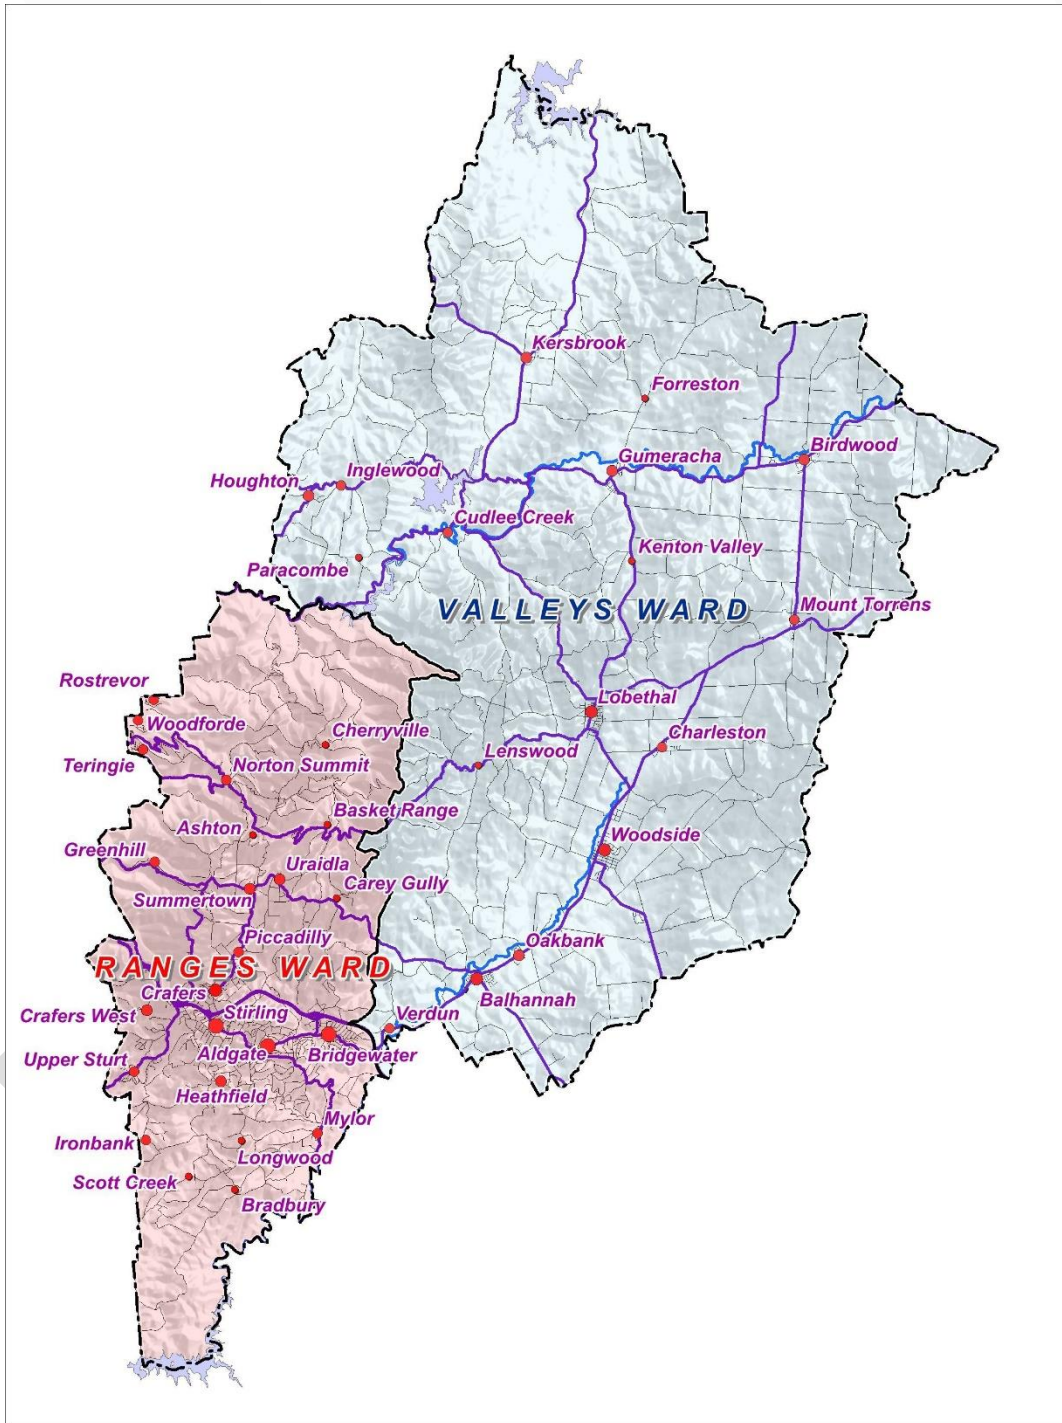 Kersbrook
Forreston
Birdwood
Gumeracha
Inglewood
Houghton
Cudlee Creek
Kenton Valley
Paracombe
Mount Torrens
VALLEYS WARD
Rostrevor
Lobethal
Woodforde
Cherryville
Charleston
Lenswood
Teringie
Norton Summit
Basket Range
Ashton
Woodside
Greenhill
Uraidla
Carey Gully
Summertown
Piccadilly
Oakbank
RANGES WARD
Crafers
Balhannah
Stirling
Verdun
Crafers West
Aldgate
Bridgewater
Upper Sturt
Heathfield
Mylor
Ironbank
Longwood
Scott Creek
Bradbury